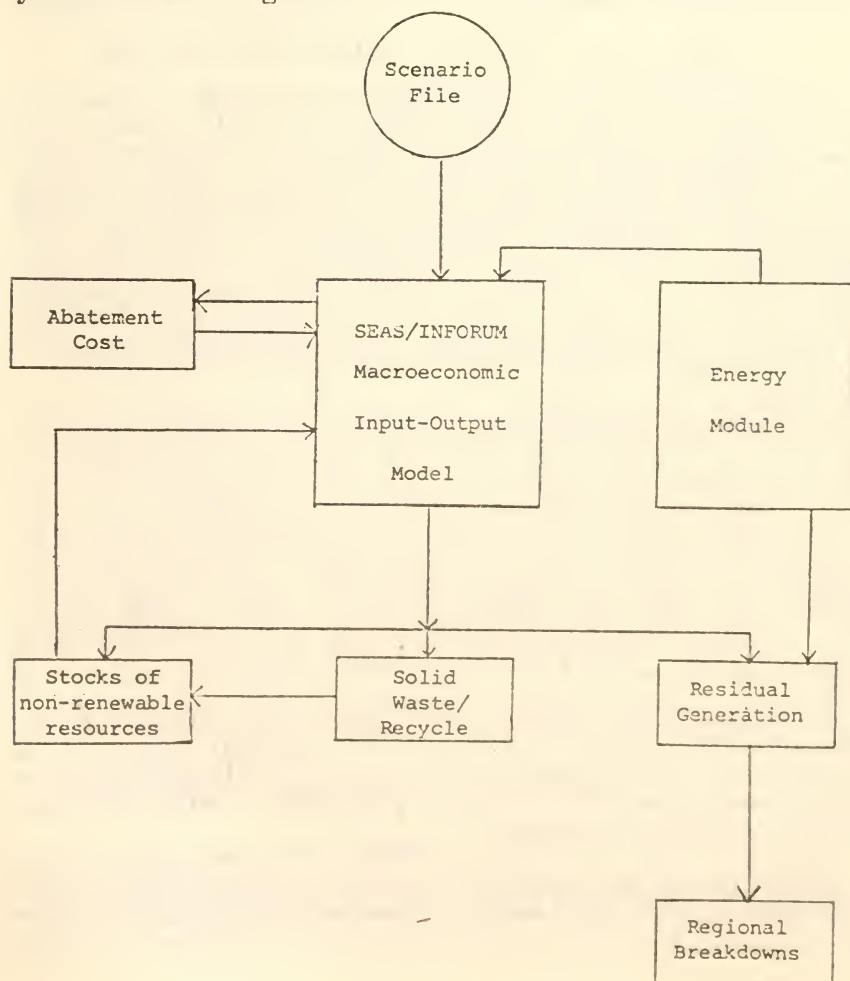 Scenario
File
Abatement
Cost
SEAS/INFORUM
Macroeconomic
Input-Output
Model
Energy
Module
Stocks of
non-renewable
resources
Solid
Waste/
Recycle
Residual
Generation
Regional
Breakdowns